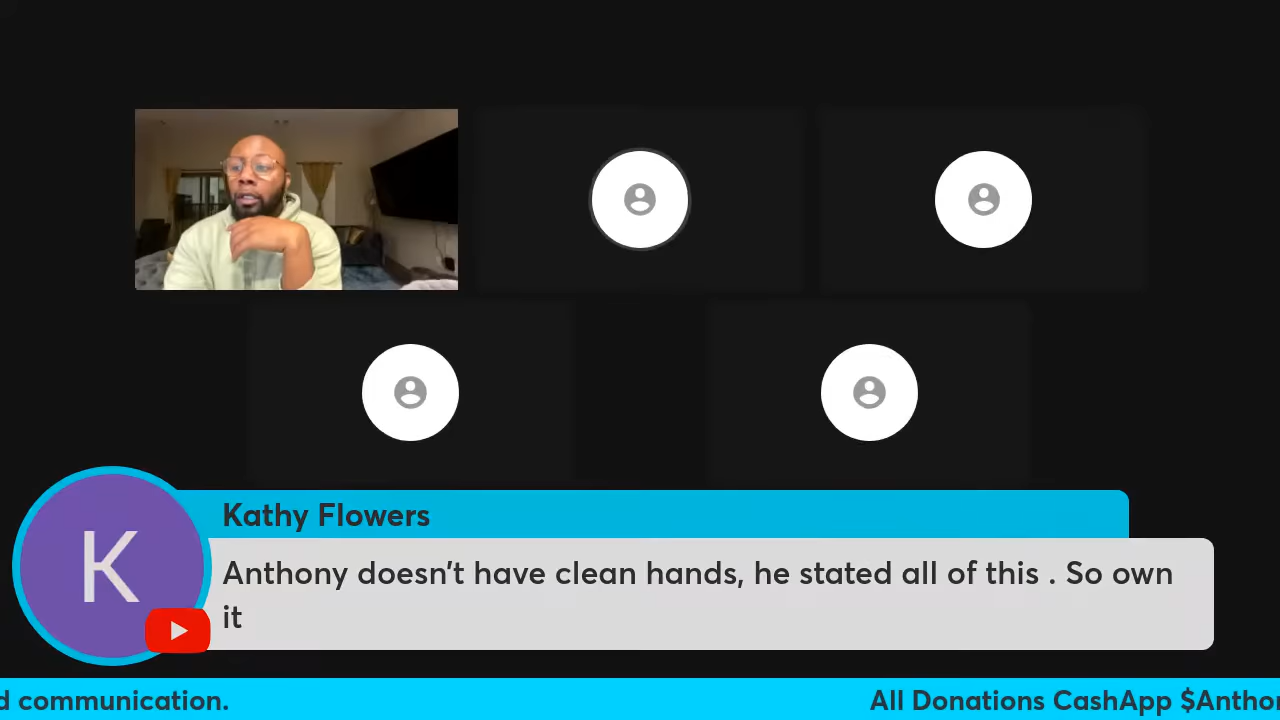 Kathy Flowers
K
Anthony doesn't have clean hands, he stated all of this . So own
it
d communication.
All Donations CashApp $Antho